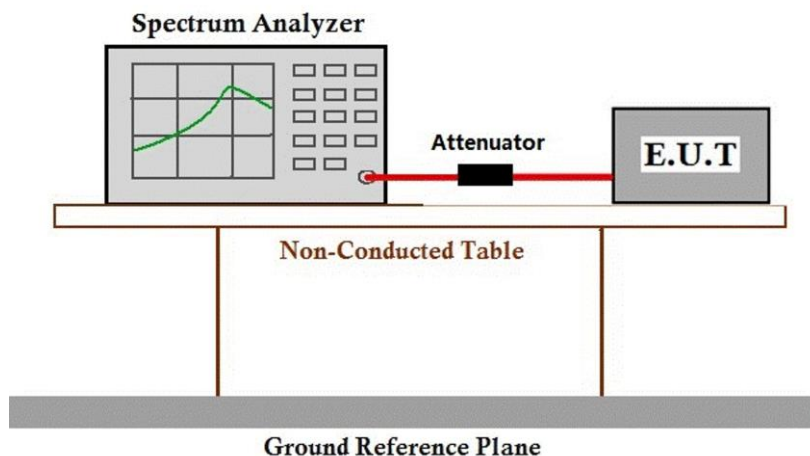 Spectrum Analyzer
Attenuator
E.U.T
Non-Conducted Table
Ground Reference Plane